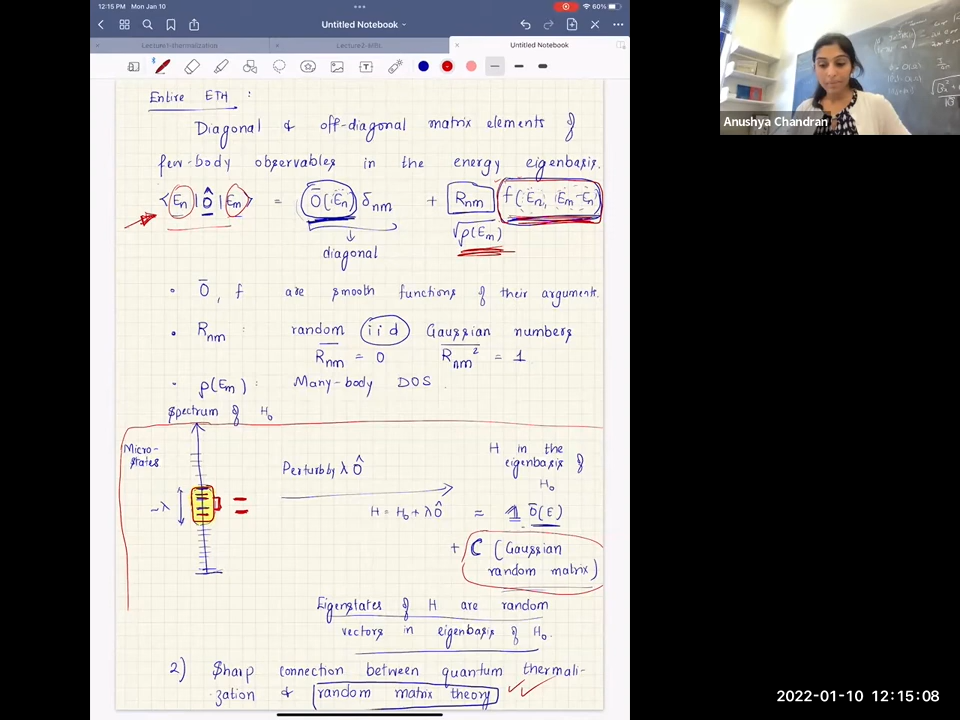 12:15 PM Mon Jan 10
60%
Untitled Notebook
Lecture1-thermalization
Lecture2-
Untitled Notebook
Anushya Chandran
Entire ETH :
Diagonal & off-diagonal matrix elements of
few-body observables in the energy eigenbasis.
<En|Ô|Em> = Ō(En) δnm + Rnm f(En, Em-En)
√ρ(Em)
diagonal
• Ō, f are smooth functions of their arguments.
• Rnm : random iid Gaussian numbers
Rnm = 0 Rnm² = 1
• ρ(Em) : Many-body DOS
Spectrum of H₀
Micro-
states
H in the
eigenbasis of
H₀
Perturb by λÔ
~λ
H = H₀ + λÔ ≈ 𝟙 Ō(E)
+ C (Gaussian
random matrix)
Eigenstates of H are random
vectors in eigenbasis of H₀.
2) Sharp connection between quantum thermali-
zation & random matrix theory
2022-01-10 12:15:08